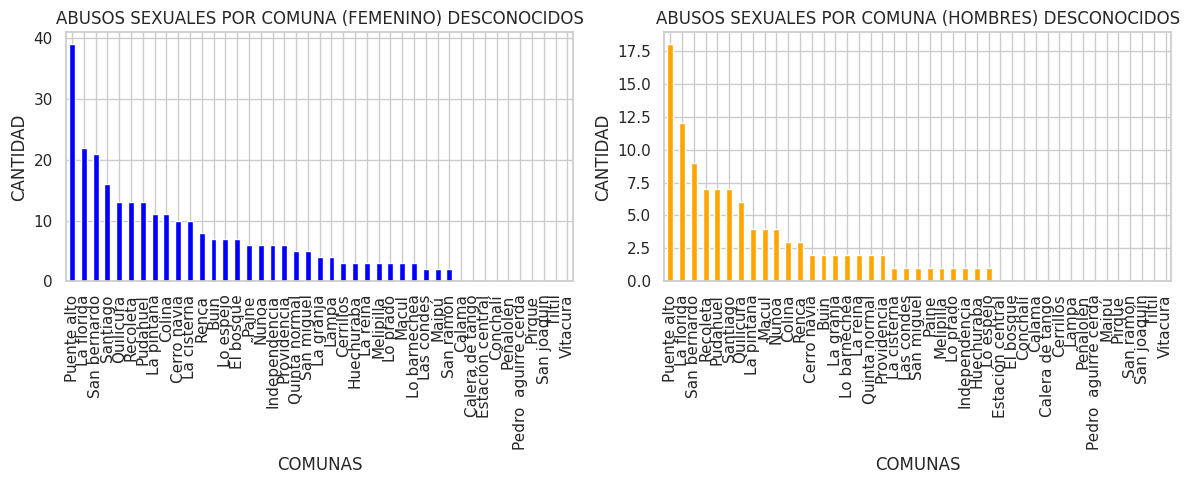 ABUSOS SEXUALES POR COMUNA (FEMENINO) DESCONOCIDOS
CANTIDAD
40
30
20
10
0
Puente alto
La florida
San bernardo
Santiago
Quilicura
Recoleta
Pudahuel
La pintana
Colina
Cerro navia
La cisterna
Renca
Buin
Lo espejo
El bosque
Paine
Ñuñoa
Independencia
Providencia
Quinta normal
San miguel
La granja
Lampa
Cerrillos
Huechuraba
La reina
Melipilla
Lo prado
Macul
Lo barnechea
Las condes
Maipú
San ramon
Calama
Calera de tango
Estación central
Conchali
Peñalolen
Pedro  aguirre cerda
Pirque
San joaquin
Tiltil
Vitacura
COMUNAS
ABUSOS SEXUALES POR COMUNA (HOMBRES) DESCONOCIDOS
CANTIDAD
17.5
15.0
12.5
10.0
7.5
5.0
2.5
0.0
Puente alto
La florida
San bernardo
Recoleta
Pudahuel
Santiago
Quilicura
La pintana
Macul
Ñuñoa
Colina
Renca
Cerro navia
Buin
La granja
Lo barnechea
La reina
Quinta normal
Providencia
La cisterna
Las condes
San miguel
Paine
Melipilla
Lo prado
Independencia
Huechuraba
Lo espejo
Estación central
El bosque
Conchali
Calama
Calera de tango
Cerrillos
Lampa
Peñalolen
Pedro  aguirre cerda
Maipú
Pirque
San ramon
San joaquin
Tiltil
Vitacura
COMUNAS